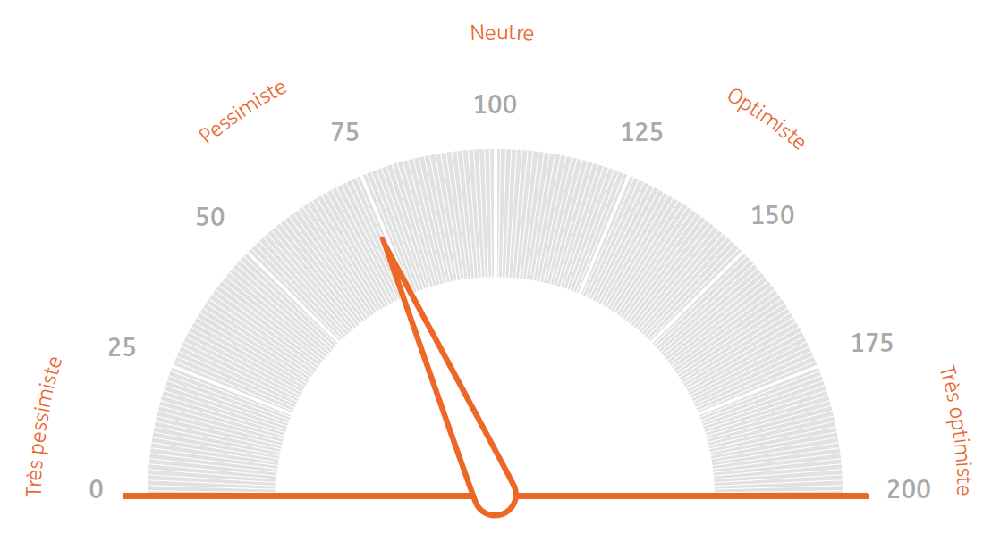 Neutre
Pessimiste
Optimiste
100
75
125
50
150
25
175
Très pessimiste
Très optimiste
0
200